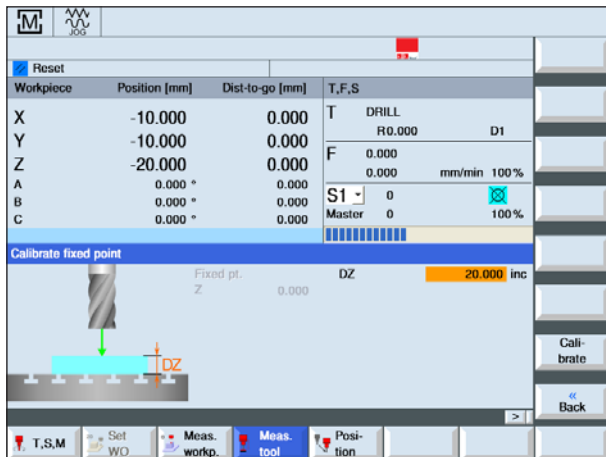 M
JOG
Reset
Workpiece Position [mm] Dist-to-go [mm] T,F,S
X -10.000 0.000
Y -10.000 0.000
Z -20.000 0.000
A 0.000 ° 0.000
B 0.000 ° 0.000
C 0.000 ° 0.000
T DRILL
R0.000 D1
F 0.000
0.000 mm/min 100%
S1 0
Master 0 100%
Calibrate fixed point
Fixed pt.
Z 0.000
DZ 20.000 inc
DZ
Cali-
brate
«
Back
>
T,S,M
Set
WO
Meas.
workp.
Meas.
tool
Posi-
tion